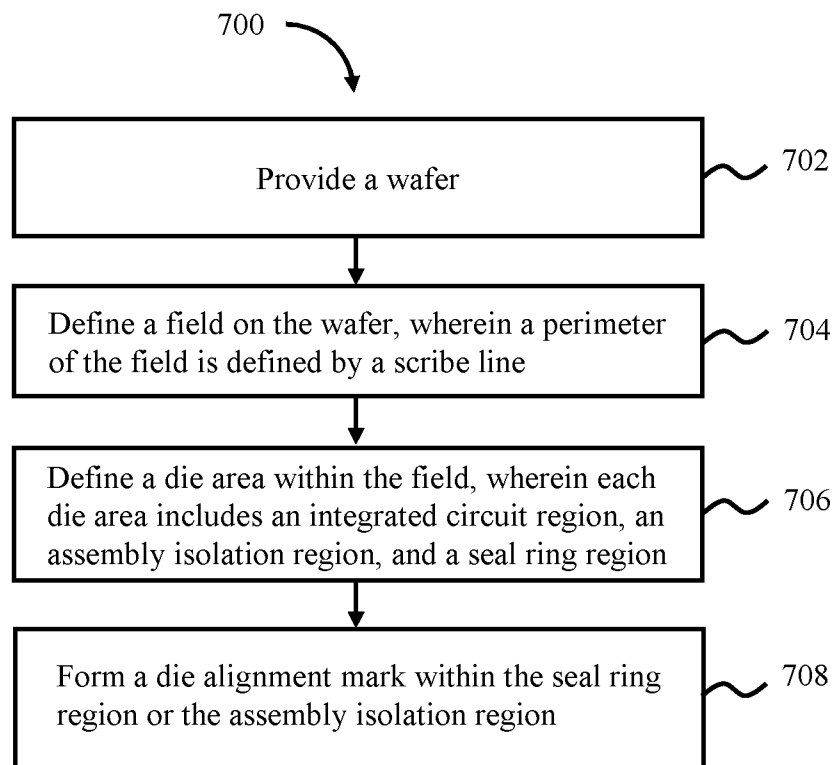 700
Provide a wafer
702
Define a field on the wafer, wherein a perimeter
of the field is defined by a scribe line
704
Define a die area within the field, wherein each
die area includes an integrated circuit region, an
assembly isolation region, and a seal ring region
706
Form a die alignment mark within the seal ring
region or the assembly isolation region
708